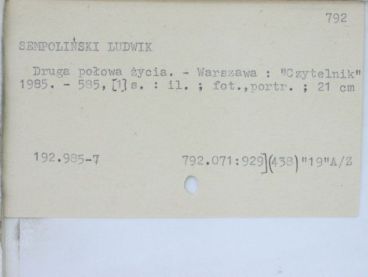 792
SEMPOLIŃSKI LUDWIK
Druga połowa życia. - Warszawa : "Czytelnik"
1985. - 585, [1] s. : il. ; fot.,portr. ; 21 cm
192.985-7 792.071:929](438)"19"A/Z